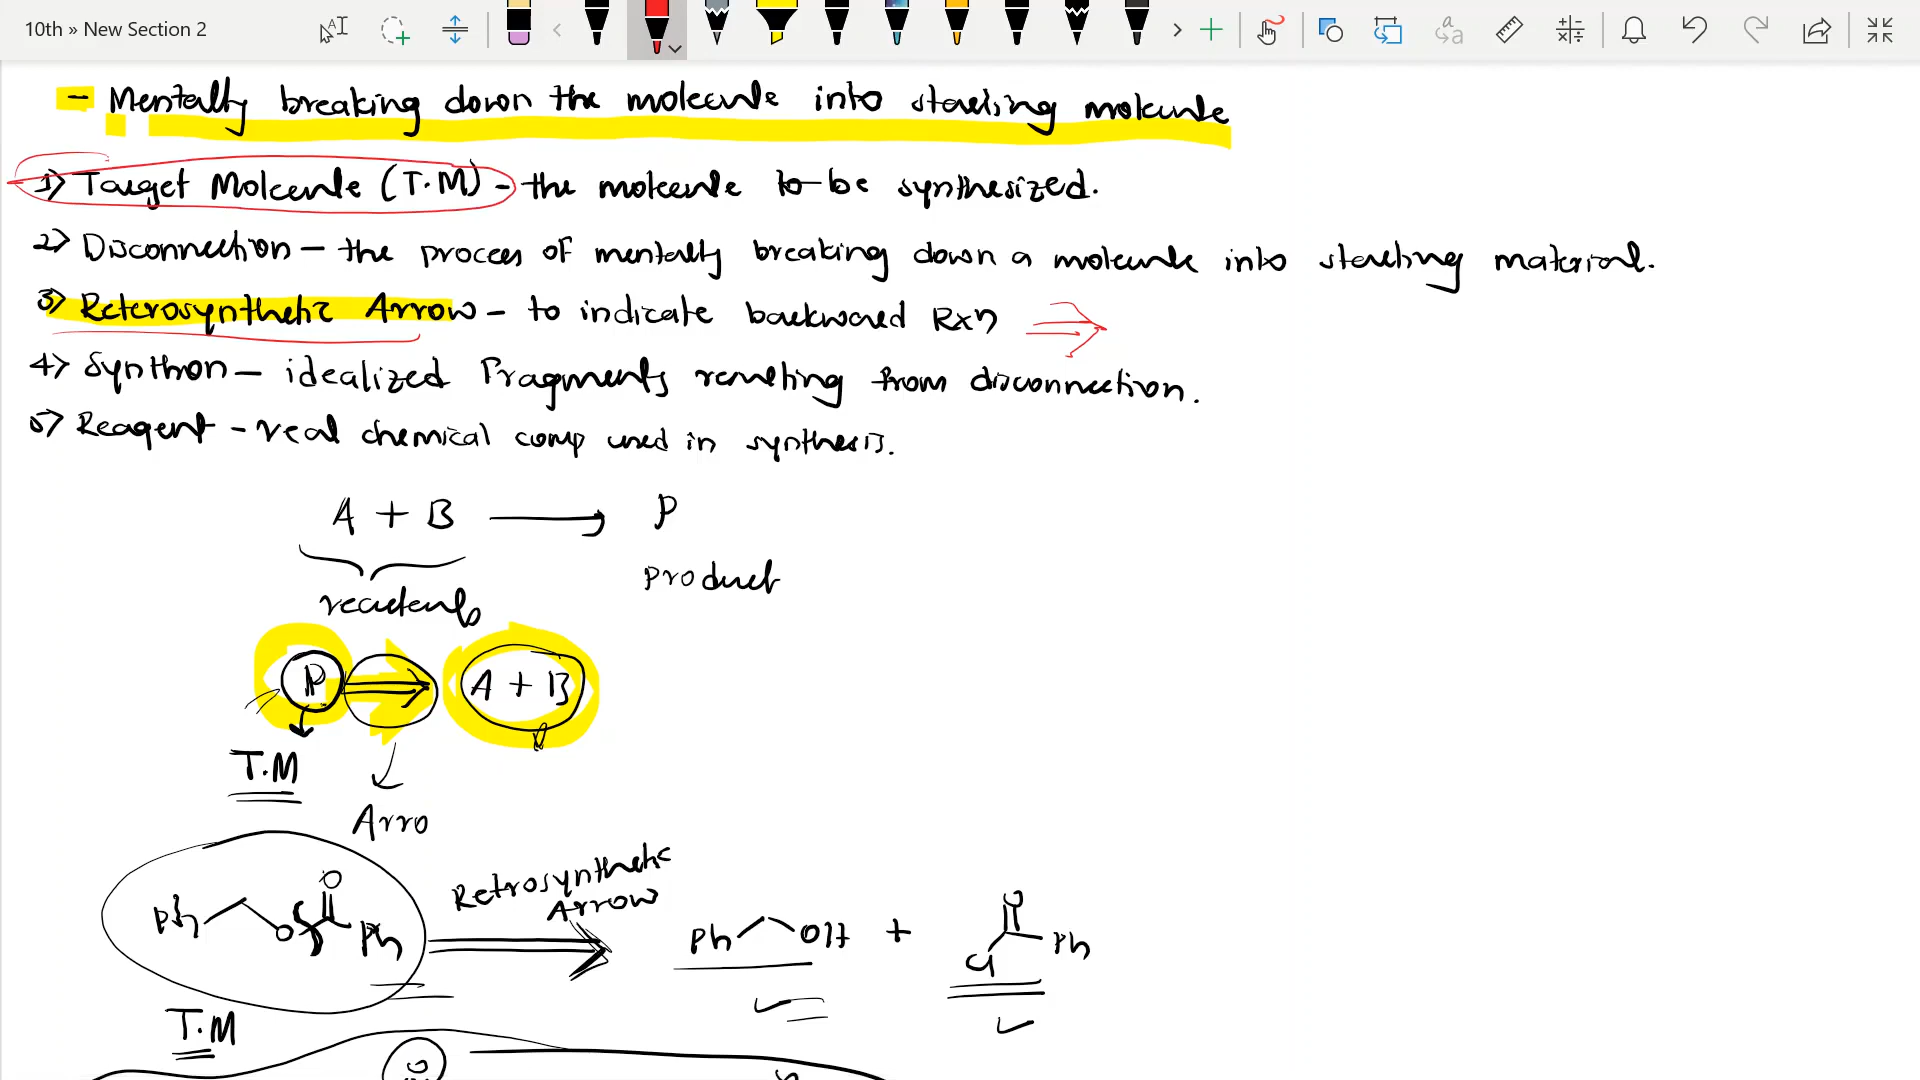 10th » New Section 2
- Mentally breaking down the molecule into starting molecule
1) Target Molecule (T.M) - the molecule to be synthesized.
2) Disconnection - the process of mentally breaking down a molecule into starting material.
3) Reterosynthetic Arrow - to indicate backward Rxn ⇒
4) Synthon - idealized Fragments resulting from disconnection.
5) Reagent - real chemical comp used in synthesis.
A + B → P
reactants
product
P ⇒ A + B
T.M
Arro
Retrosynthetic
Arrow
Ph O O Ph ⇒ Ph OH + O Cl Ph
T.M